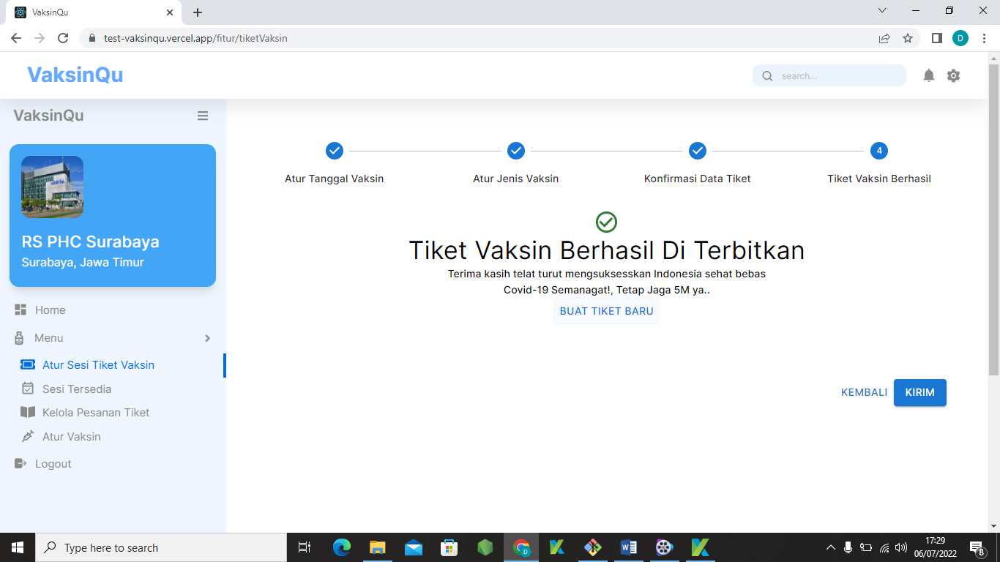 VaksinQu
test-vaksinqu.vercel.app/fitur/tiketVaksin
D
VaksinQu
search...
VaksinQu
RS PHC Surabaya
Surabaya, Jawa Timur
Home
Menu
Atur Sesi Tiket Vaksin
Sesi Tersedia
Kelola Pesanan Tiket
Atur Vaksin
Logout
4
Atur Tanggal Vaksin
Atur Jenis Vaksin
Konfirmasi Data Tiket
Tiket Vaksin Berhasil
Tiket Vaksin Berhasil Di Terbitkan
Terima kasih telat turut mengsuksesskan Indonesia sehat bebas
Covid-19 Semanagat!, Tetap Jaga 5M ya..
BUAT TIKET BARU
KEMBALI
KIRIM
Type here to search
D
17:29
06/07/2022
8